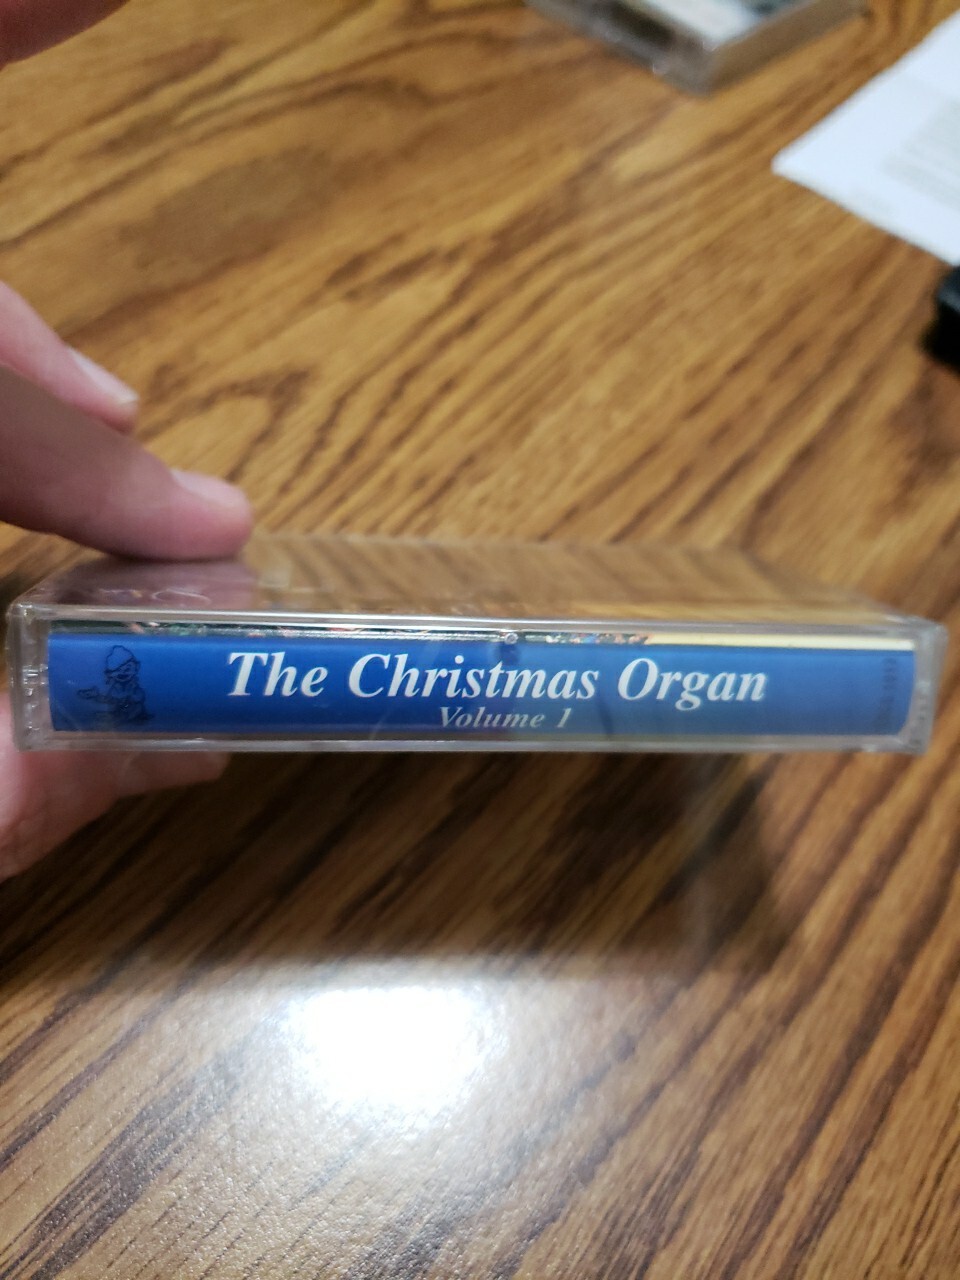 The Christmas Organ
Volume 1